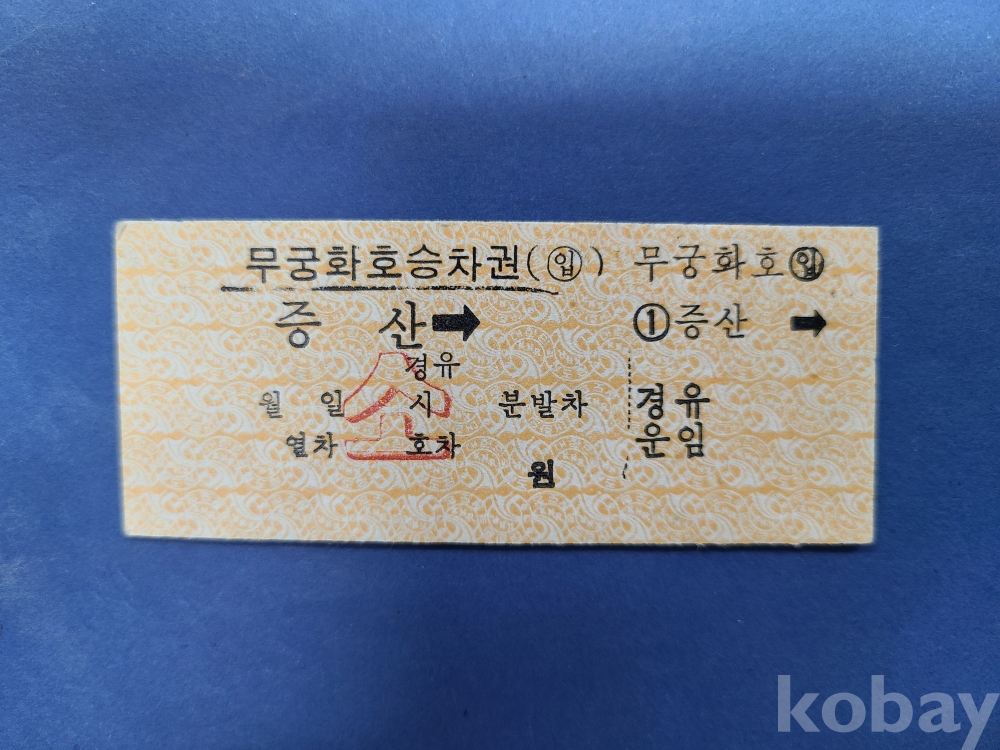 무궁화호승차권(㉧)
증 산 ➡
경유
월 일 시 분발차
열차 호차
원
소
무궁화호입
①증산 ➡
경유
운임
kobay